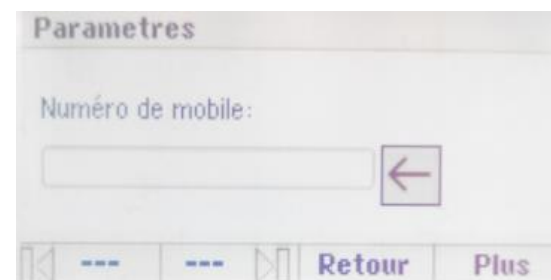 Parametres
Numéro de mobile:
--- --- Retour Plus